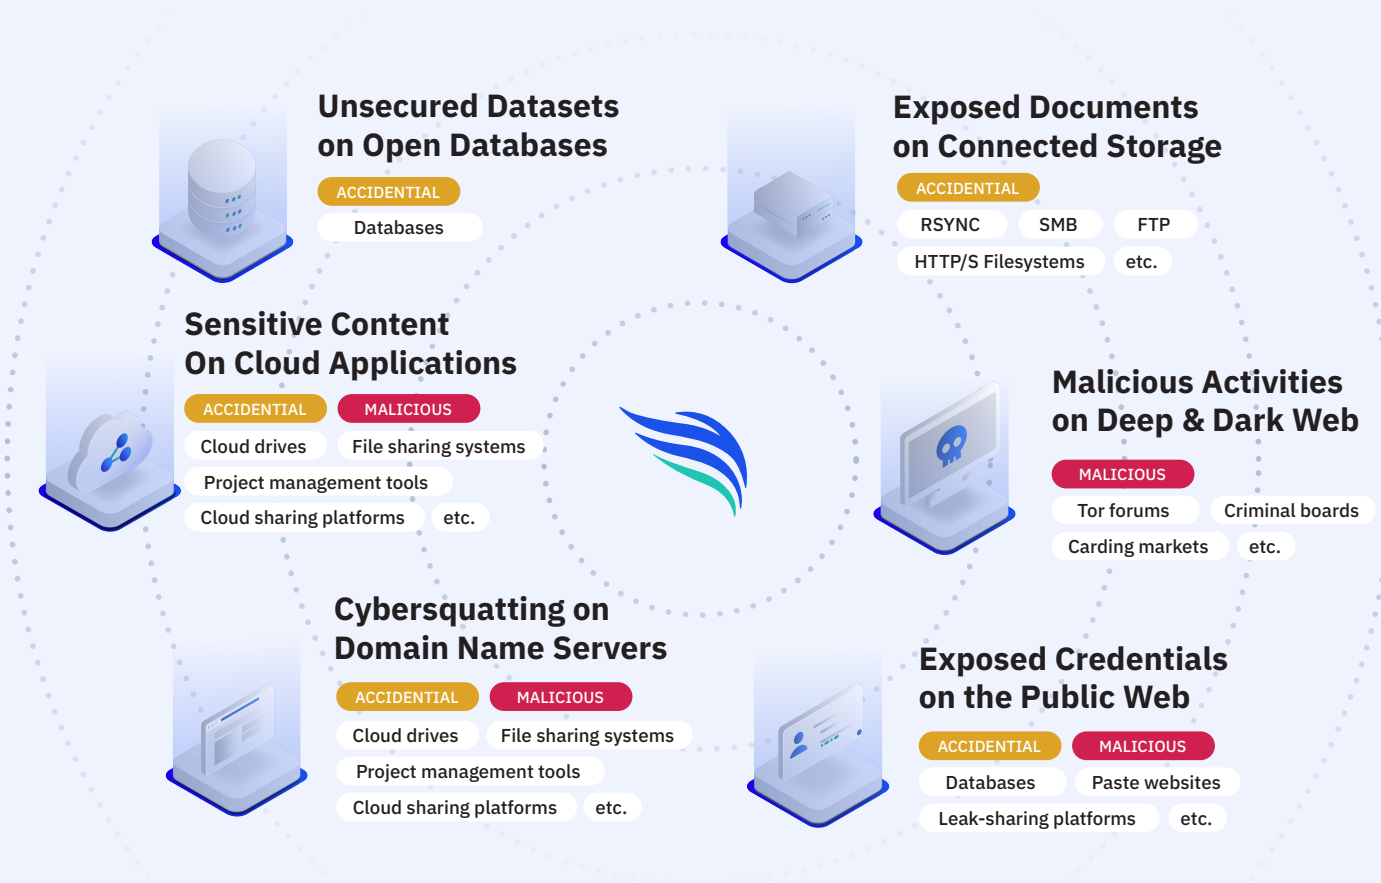 Unsecured Datasets
on Open Databases
ACCIDENTIAL
Databases
Exposed Documents
on Connected Storage
ACCIDENTIAL
RSYNC SMB FTP
HTTP/S Filesystems etc.
Sensitive Content
On Cloud Applications
ACCIDENTIAL MALICIOUS
Cloud drives File sharing systems
Project management tools
Cloud sharing platforms etc.
Malicious Activities
on Deep & Dark Web
MALICIOUS
Tor forums Criminal boards
Carding markets etc.
Cybersquatting on
Domain Name Servers
ACCIDENTIAL MALICIOUS
Cloud drives File sharing systems
Project management tools
Cloud sharing platforms etc.
Exposed Credentials
on the Public Web
ACCIDENTIAL MALICIOUS
Databases Paste websites
Leak-sharing platforms etc.